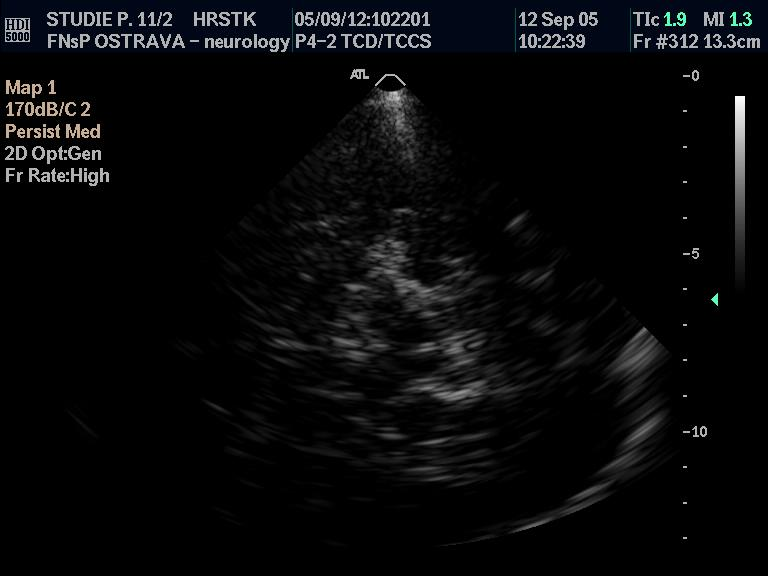 HDI 5000
STUDIE P. 11/2 HRSTK 05/09/12:102201 12 Sep 05 TIc 1.9 MI 1.3
FNsP OSTRAVA - neurology P4-2 TCD/TCCS 10:22:39 Fr #312 13.3cm
ATL
Map 1
170dB/C 2
Persist Med
2D Opt:Gen
Fr Rate:High
0
5
10